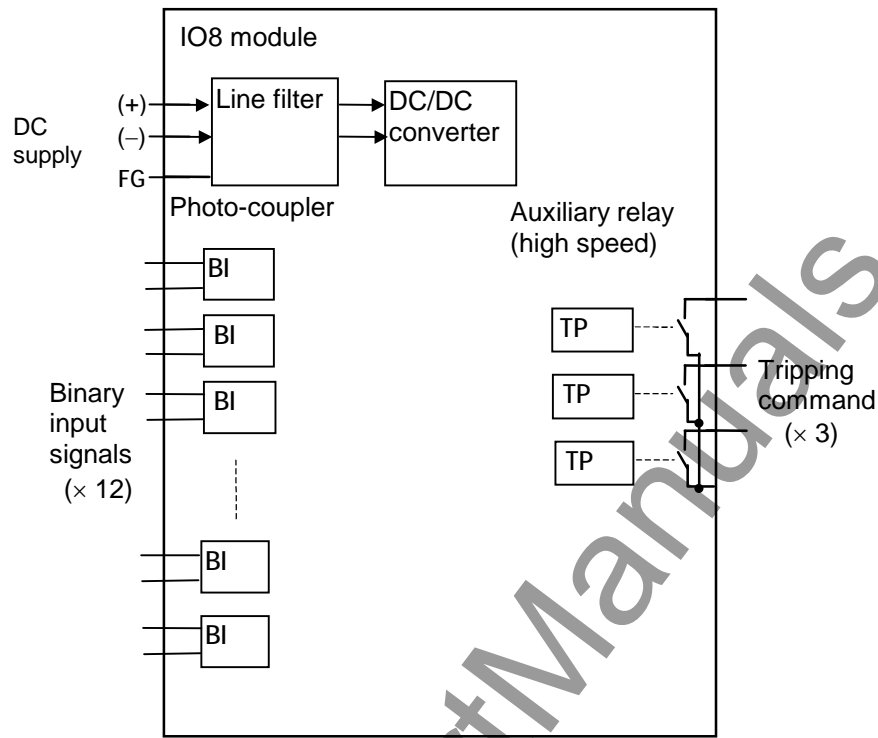 IO8 module
DC
supply
(+)
(−)
FG
Line filter
DC/DC
converter
Photo-coupler
Auxiliary relay
(high speed)
BI
BI
BI
BI
BI
Binary
input
signals
(× 12)
TP
TP
TP
Tripping
command
(× 3)
rtManuals